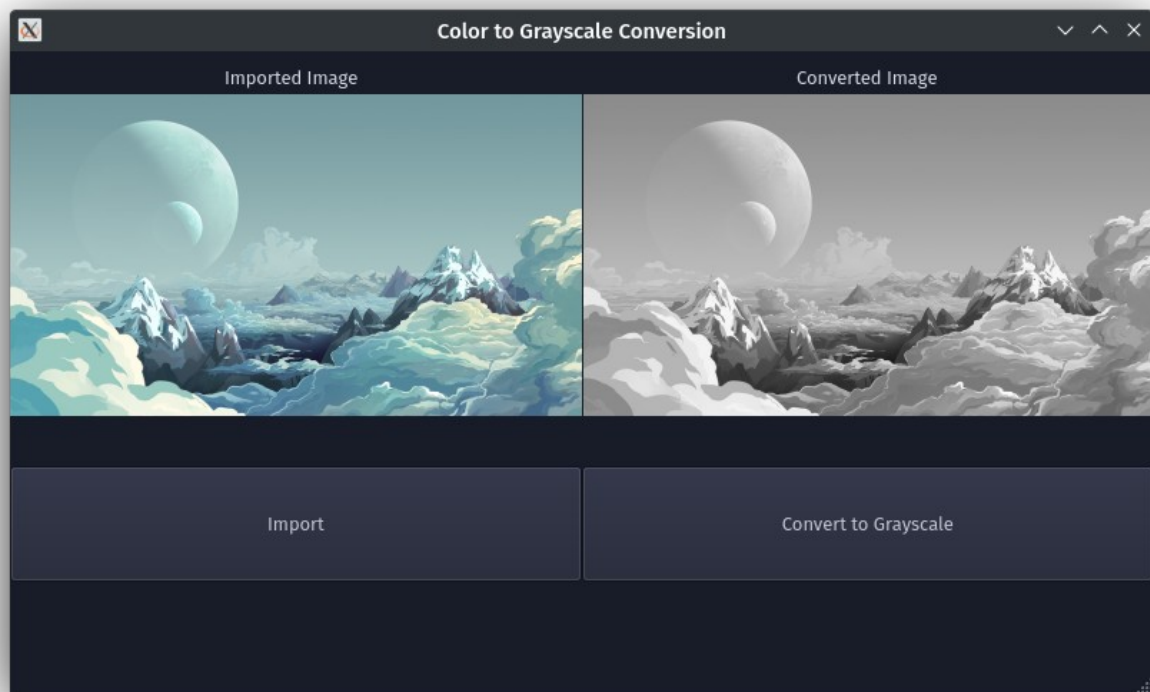 Color to Grayscale Conversion
Imported Image
Converted Image
Import
Convert to Grayscale